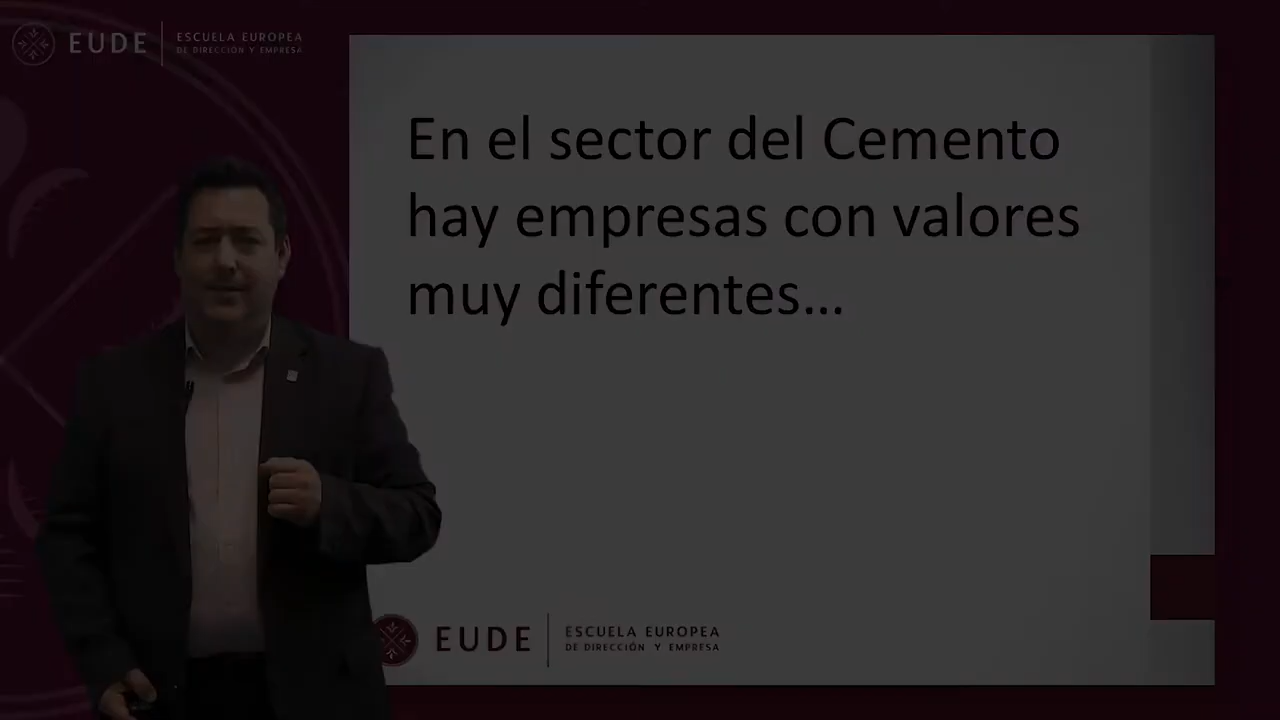 EUDE
ESCUELA EUROPEA
DE DIRECCIÓN Y EMPRESA
En el sector del Cemento
hay empresas con valores
muy diferentes...
EUDE
ESCUELA EUROPEA
DE DIRECCIÓN Y EMPRESA